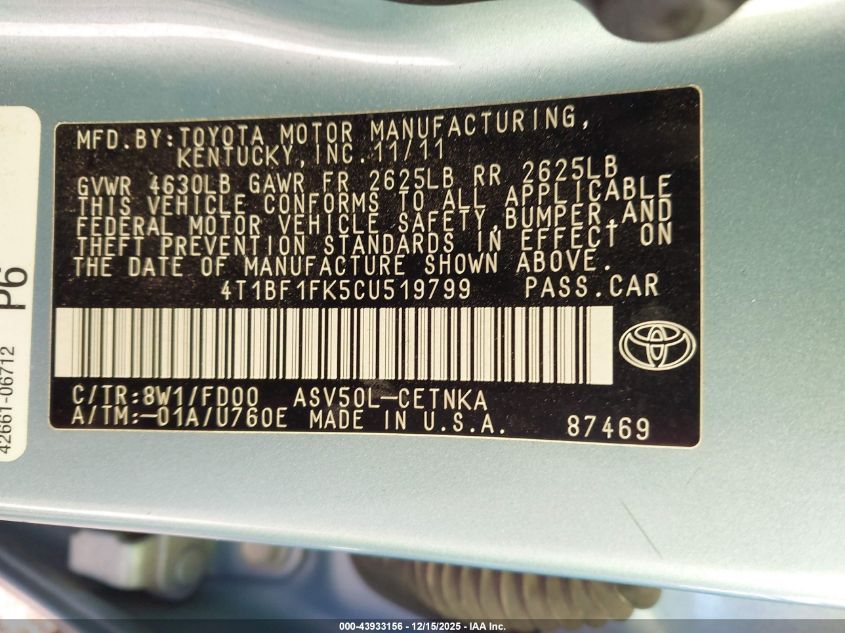 MFD.BY:TOYOTA MOTOR MANUFACTURING,
KENTUCKY,INC.11/11
GVWR 4630LB GAWR FR 2625LB RR 2625LB
THIS VEHICLE CONFORMS TO ALL APPLICABLE
FEDERAL MOTOR VEHICLE SAFETY,BUMPER,AND
THEFT PREVENTION STANDARDS IN EFFECT ON
THE DATE OF MANUFACTURE SHOWN ABOVE.
4T1BF1FK5CU519799 PASS.CAR
C/TR:8W1/FD00 ASV50L-CETNKA
A/TM:-01A/U760E MADE IN U.S.A. 87469
P6
42661-06712
000-43933156 - 12/15/2025 - IAA Inc.